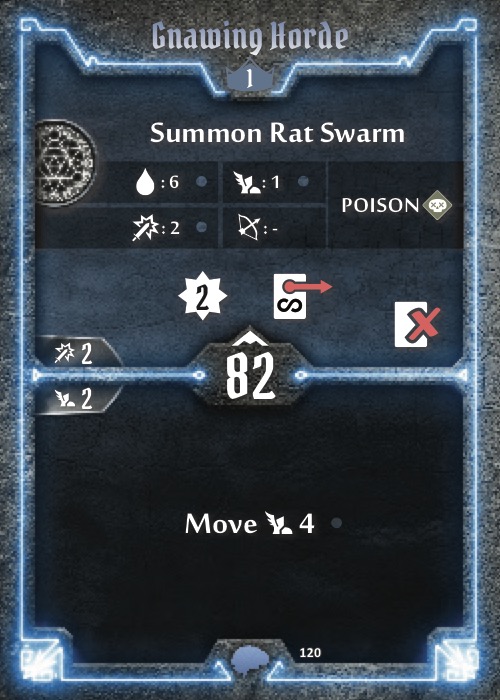 Gnawing Horde
1
Summon Rat Swarm
: 6
: 1
POISON
: 2
: -
2
2
82
2
Move 4
120